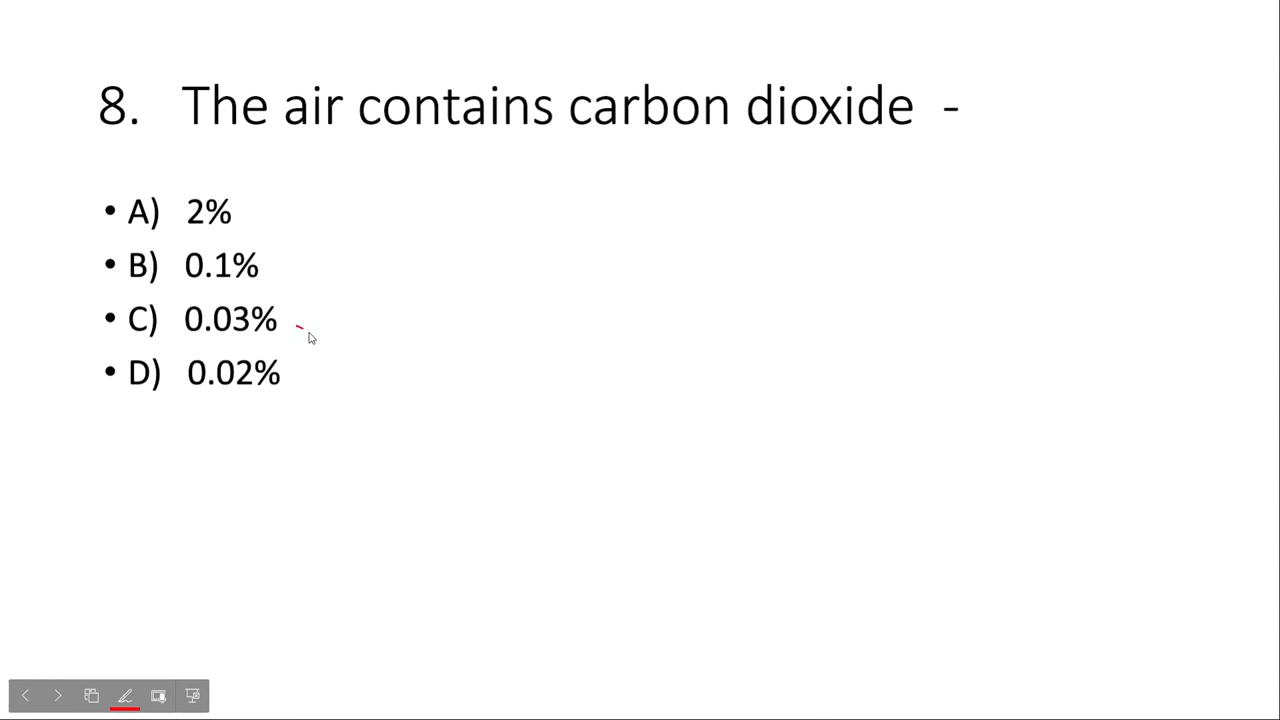 8. The air contains carbon dioxide -
• A) 2%
• B) 0.1%
• C) 0.03%
• D) 0.02%